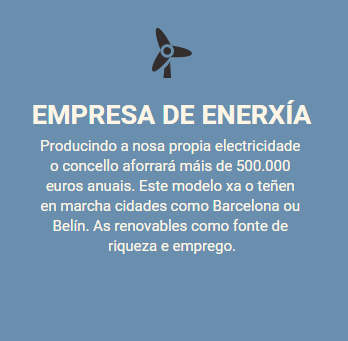 EMPRESA DE ENERXÍA
Producindo a nosa propia electricidade
o concello aforrará máis de 500.000
euros anuais. Este modelo xa o teñen
en marcha cidades como Barcelona ou
Belín. As renovables como fonte de
riqueza e emprego.